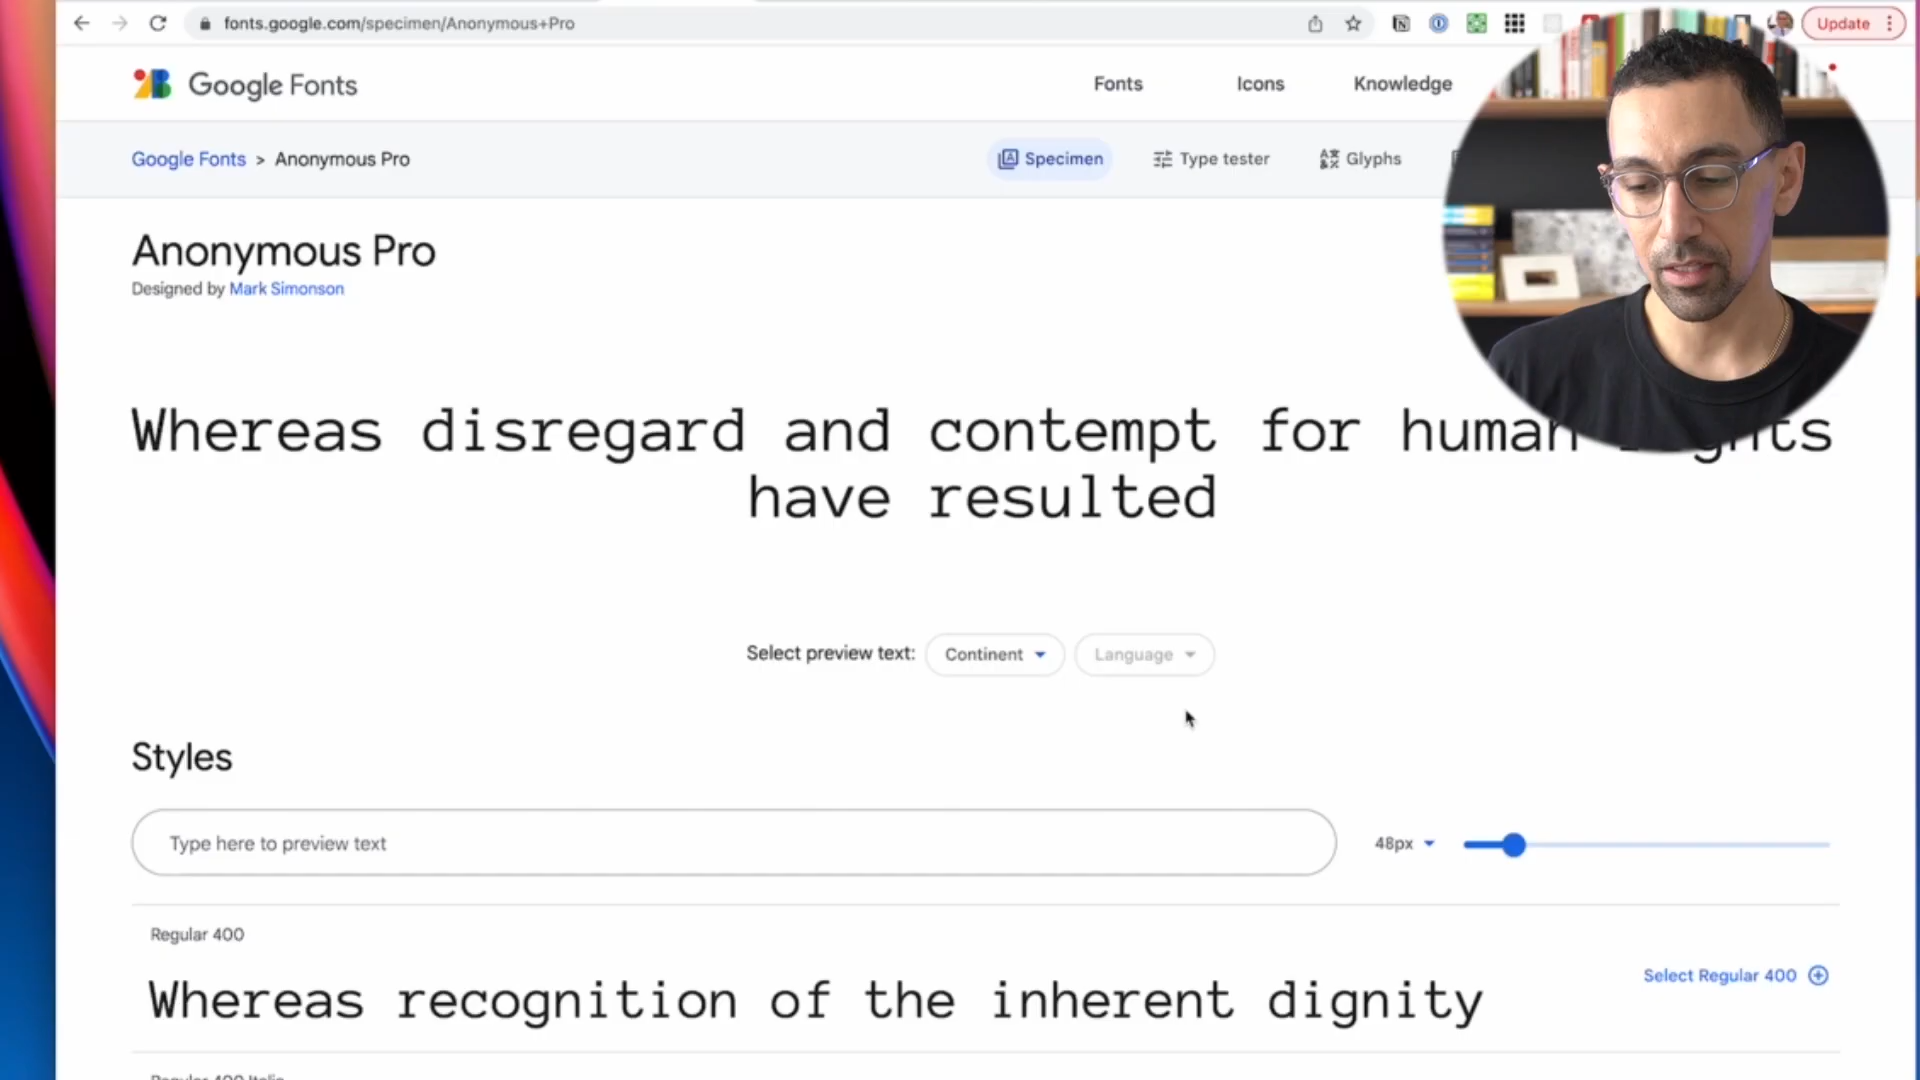 fonts.google.com/specimen/Anonymous+Pro
Update
Google Fonts
Fonts
Icons
Knowledge
Google Fonts > Anonymous Pro
Specimen
Type tester
Glyphs
Anonymous Pro
Designed by Mark Simonson
Whereas disregard and contempt for human
have resulted
Select preview text:
Continent
Language
Styles
Type here to preview text
48px
Regular 400
Select Regular 400
Whereas recognition of the inherent dignity